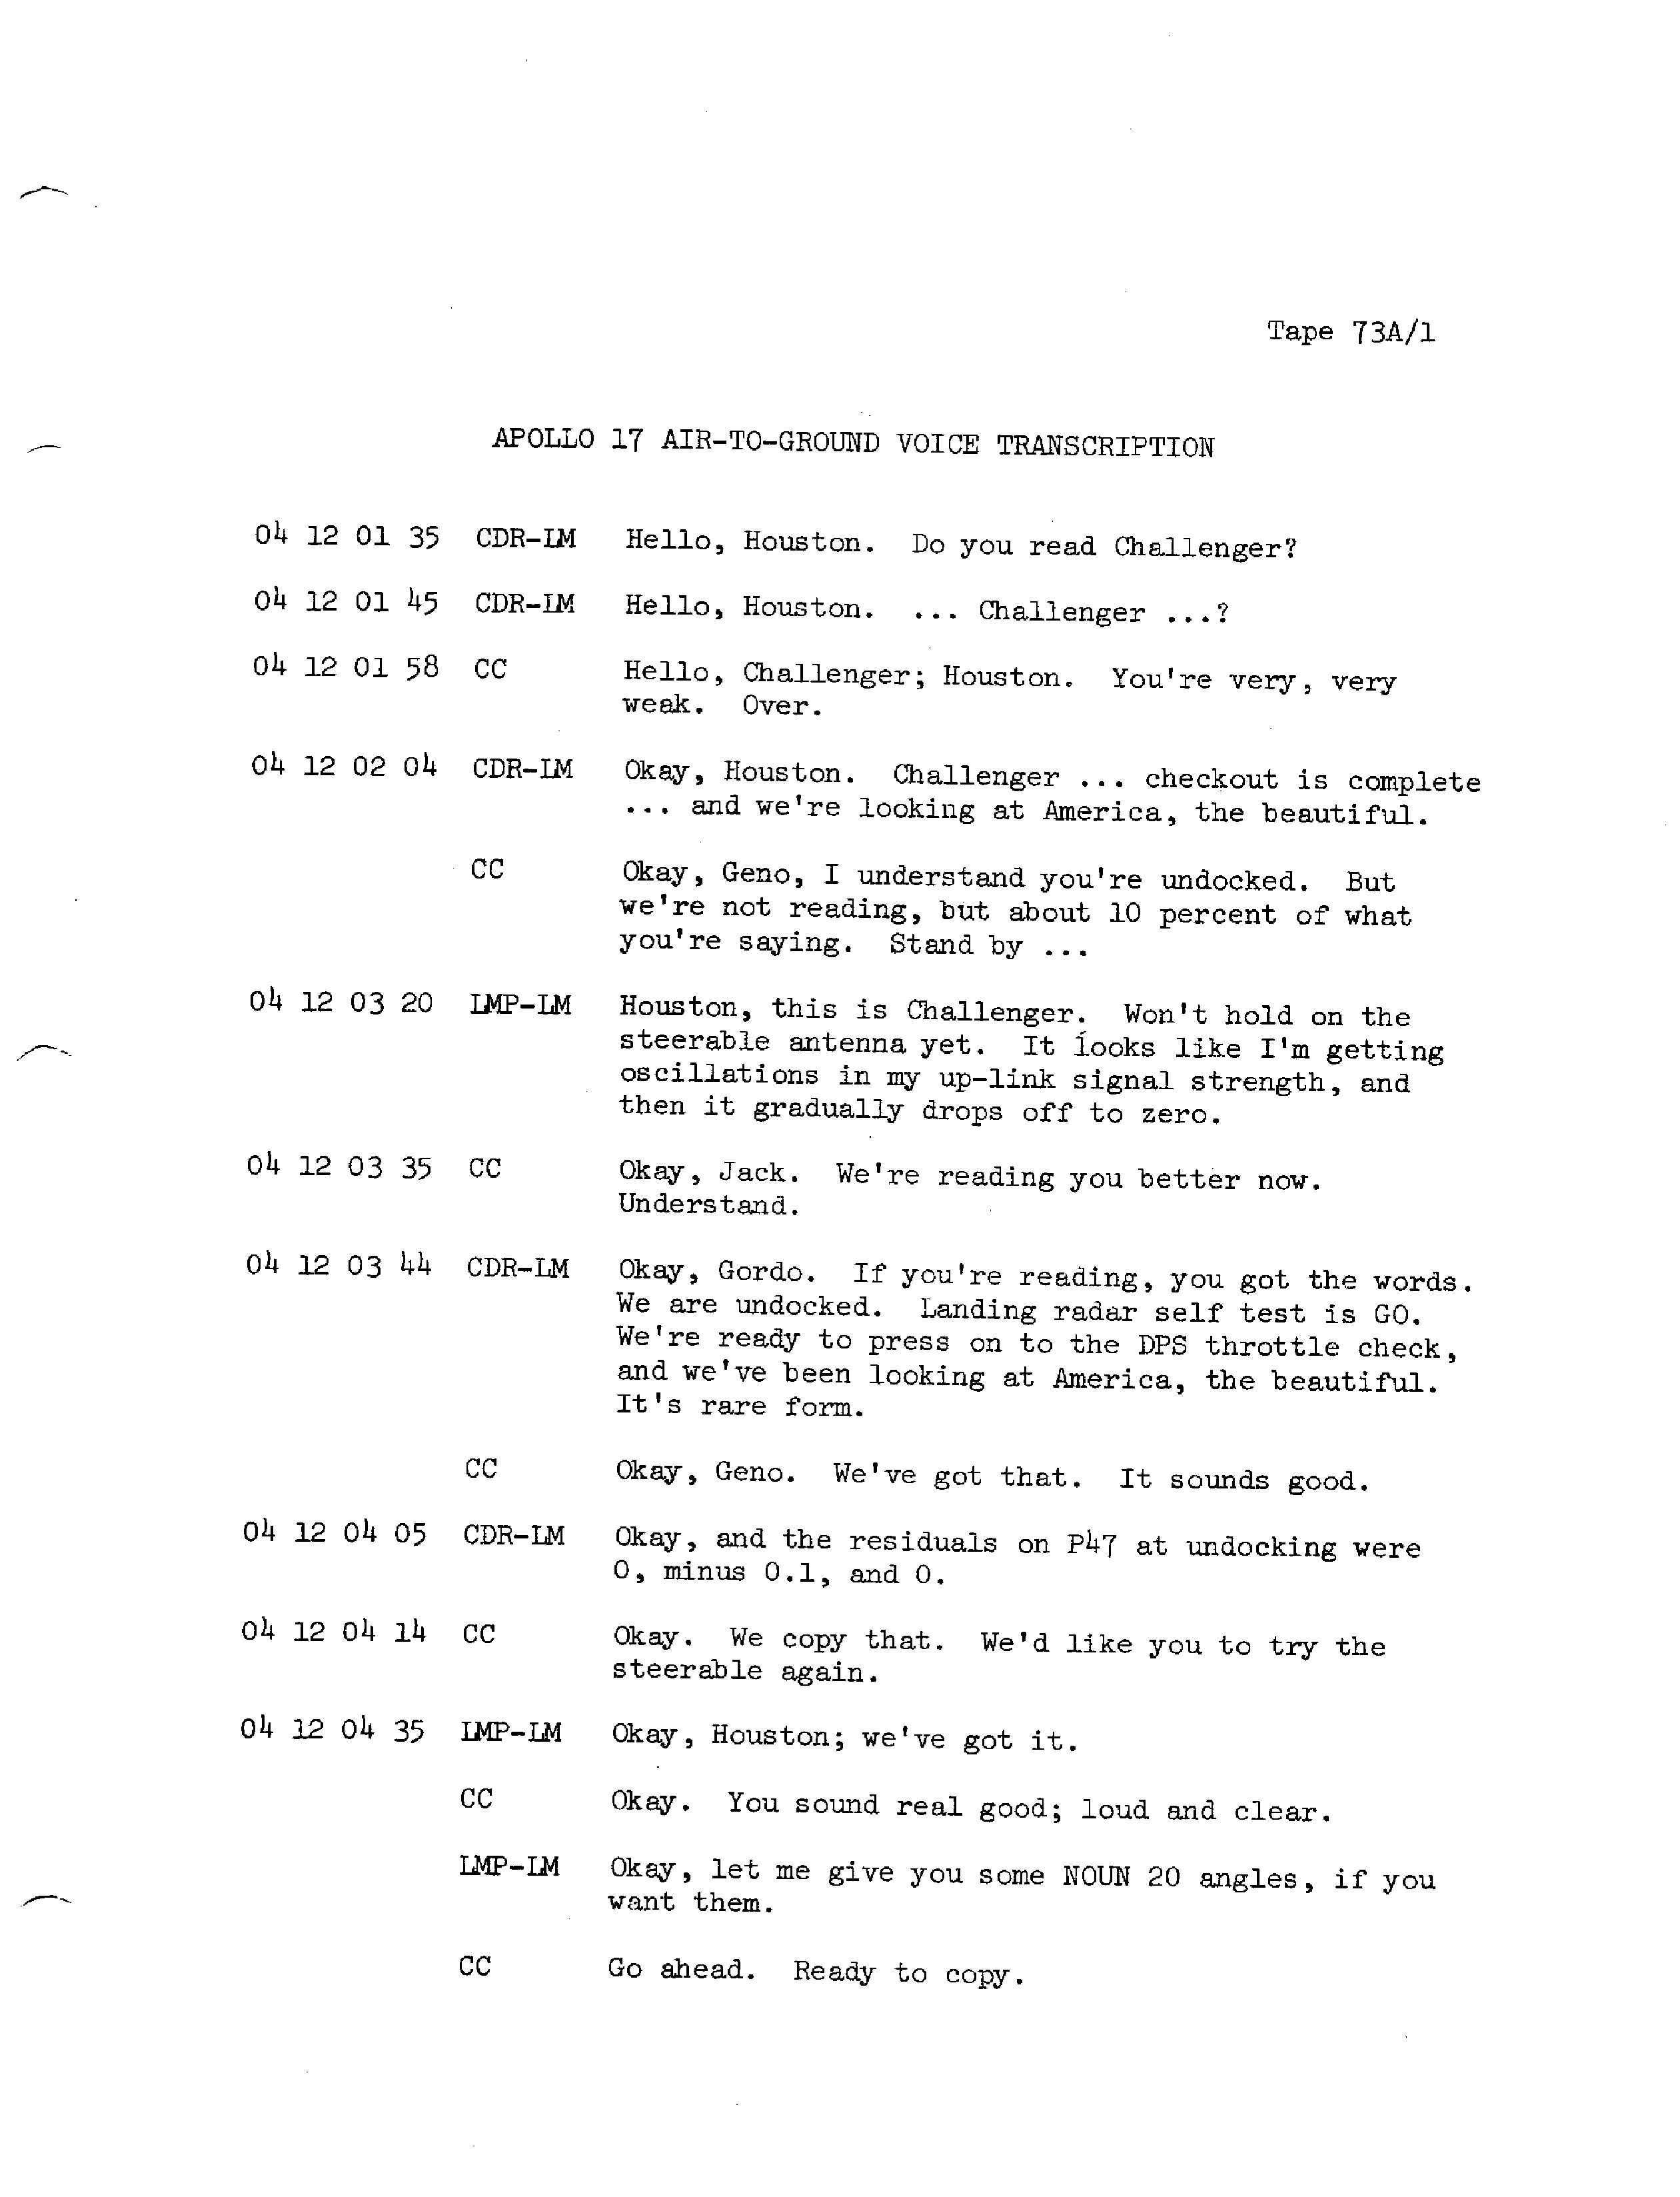 Tape 73A/1
APOLLO 17 AIR-TO-GROUND VOICE TRANSCRIPTION
04 12 01 35 CDR-LM Hello, Houston. Do you read Challenger?
04 12 01 45 CDR-LM Hello, Houston. ... Challenger ...?
04 12 01 58 CC Hello, Challenger; Houston. You're very, very
weak. Over.
04 12 02 04 CDR-LM Okay, Houston. Challenger ... checkout is complete
... and we're looking at America, the beautiful.
CC Okay, Geno, I understand you're undocked. But
we're not reading, but about 10 percent of what
you're saying. Stand by ...
04 12 03 20 LMP-LM Houston, this is Challenger. Won't hold on the
steerable antenna yet. It looks like I'm getting
oscillations in my up-link signal strength, and
then it gradually drops off to zero.
04 12 03 35 CC Okay, Jack. We're reading you better now.
Understand.
04 12 03 44 CDR-LM Okay, Gordo. If you're reading, you got the words.
We are undocked. Landing radar self test is GO.
We're ready to press on to the DPS throttle check,
and we've been looking at America, the beautiful.
It's rare form.
CC Okay, Geno. We've got that. It sounds good.
04 12 04 05 CDR-LM Okay, and the residuals on P47 at undocking were
0, minus 0.1, and 0.
04 12 04 14 CC Okay. We copy that. We'd like you to try the
steerable again.
04 12 04 35 LMP-LM Okay, Houston; we've got it.
CC Okay. You sound real good; loud and clear.
LMP-LM Okay, let me give you some NOUN 20 angles, if you
want them.
CC Go ahead. Ready to copy.